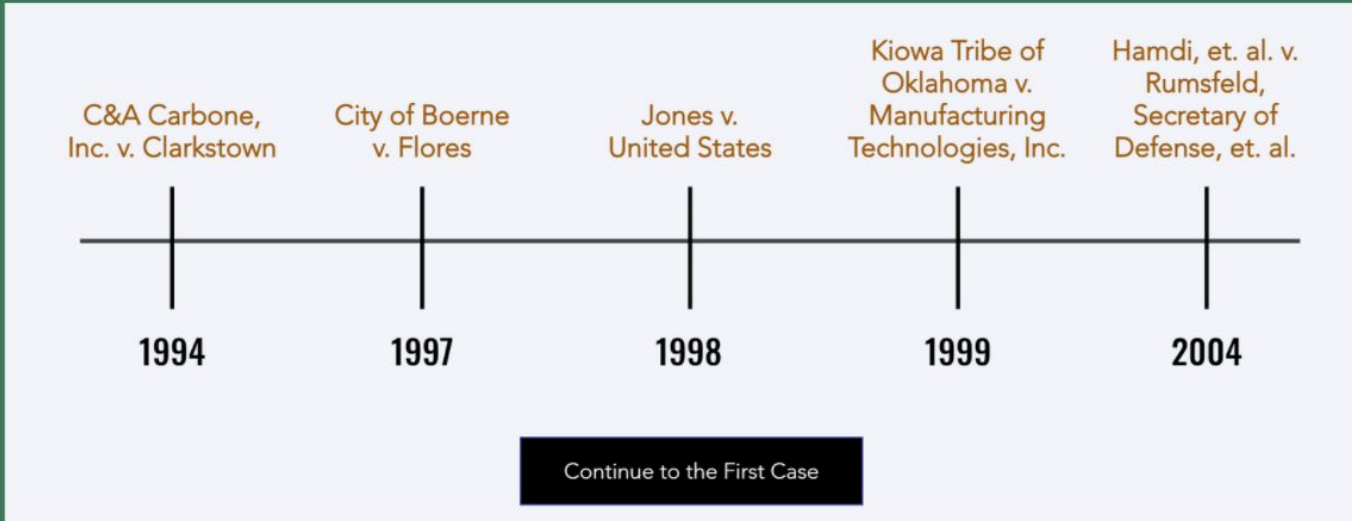 C&A Carbone,
Inc. v. Clarkstown
City of Boerne
v. Flores
Jones v.
United States
Kiowa Tribe of
Oklahoma v.
Manufacturing
Technologies, Inc.
Hamdi, et. al. v.
Rumsfeld,
Secretary of
Defense, et. al.
1994
1997
1998
1999
2004
Continue to the First Case